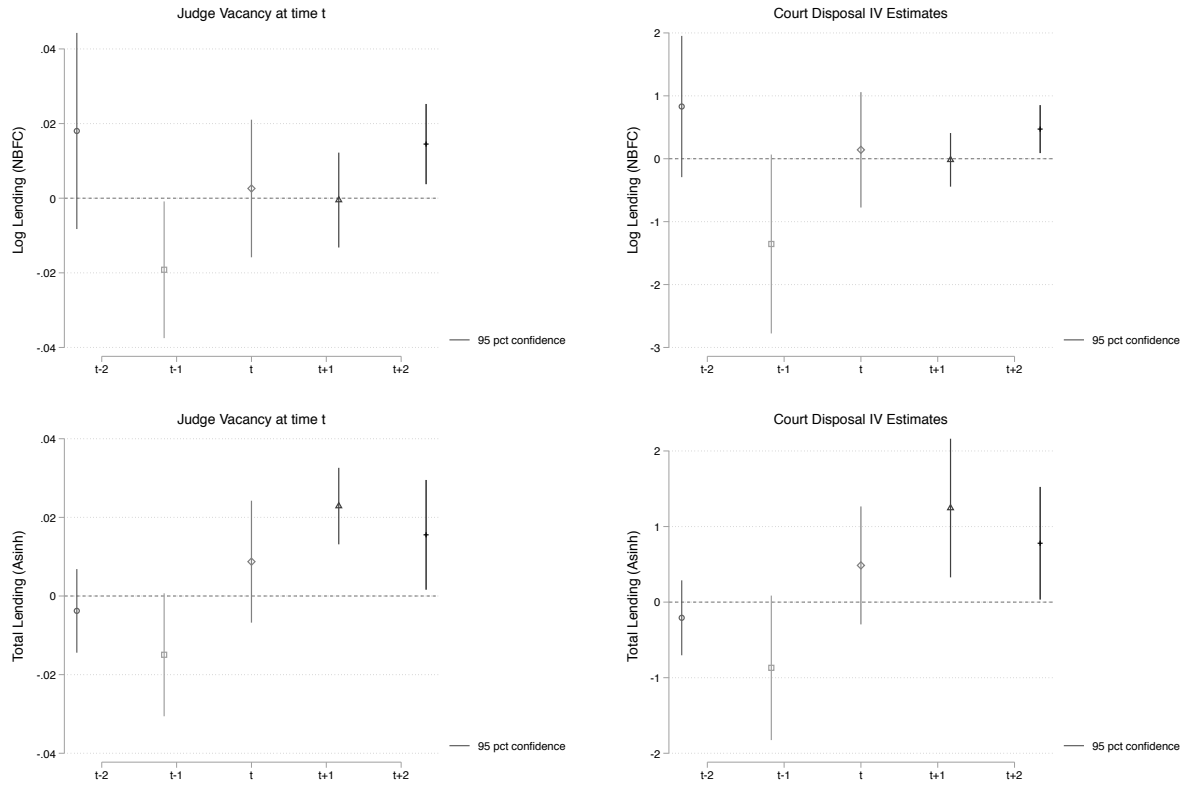 Judge Vacancy at time t
Log Lending (NBFC)
.04
.02
0
-.02
-.04
t-2 t-1 t t+1 t+2
95 pct confidence
Court Disposal IV Estimates
Log Lending (NBFC)
2
1
0
-1
-2
-3
t-2 t-1 t t+1 t+2
95 pct confidence
Judge Vacancy at time t
Total Lending (Asinh)
.04
.02
0
-.02
-.04
t-2 t-1 t t+1 t+2
95 pct confidence
Court Disposal IV Estimates
Total Lending (Asinh)
2
1
0
-1
-2
t-2 t-1 t t+1 t+2
95 pct confidence